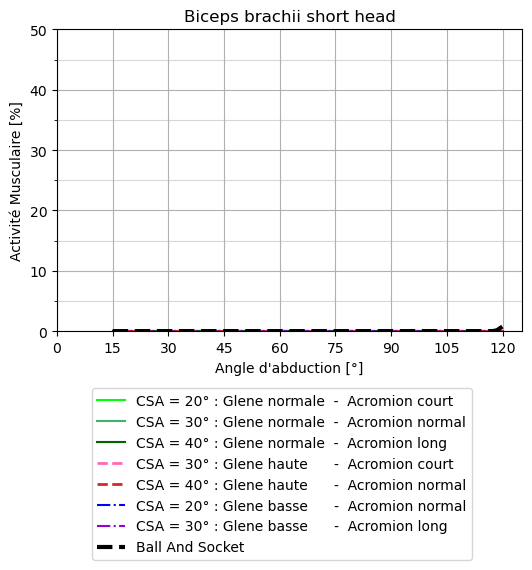 Biceps brachii short head
50
40
30
20
10
0
Activité Musculaire [%]
0 15 30 45 60 75 90 105 120
Angle d'abduction [°]
CSA = 20° : Glene normale - Acromion court
CSA = 30° : Glene normale - Acromion normal
CSA = 40° : Glene normale - Acromion long
CSA = 30° : Glene haute - Acromion court
CSA = 40° : Glene haute - Acromion normal
CSA = 20° : Glene basse - Acromion normal
CSA = 30° : Glene basse - Acromion long
Ball And Socket